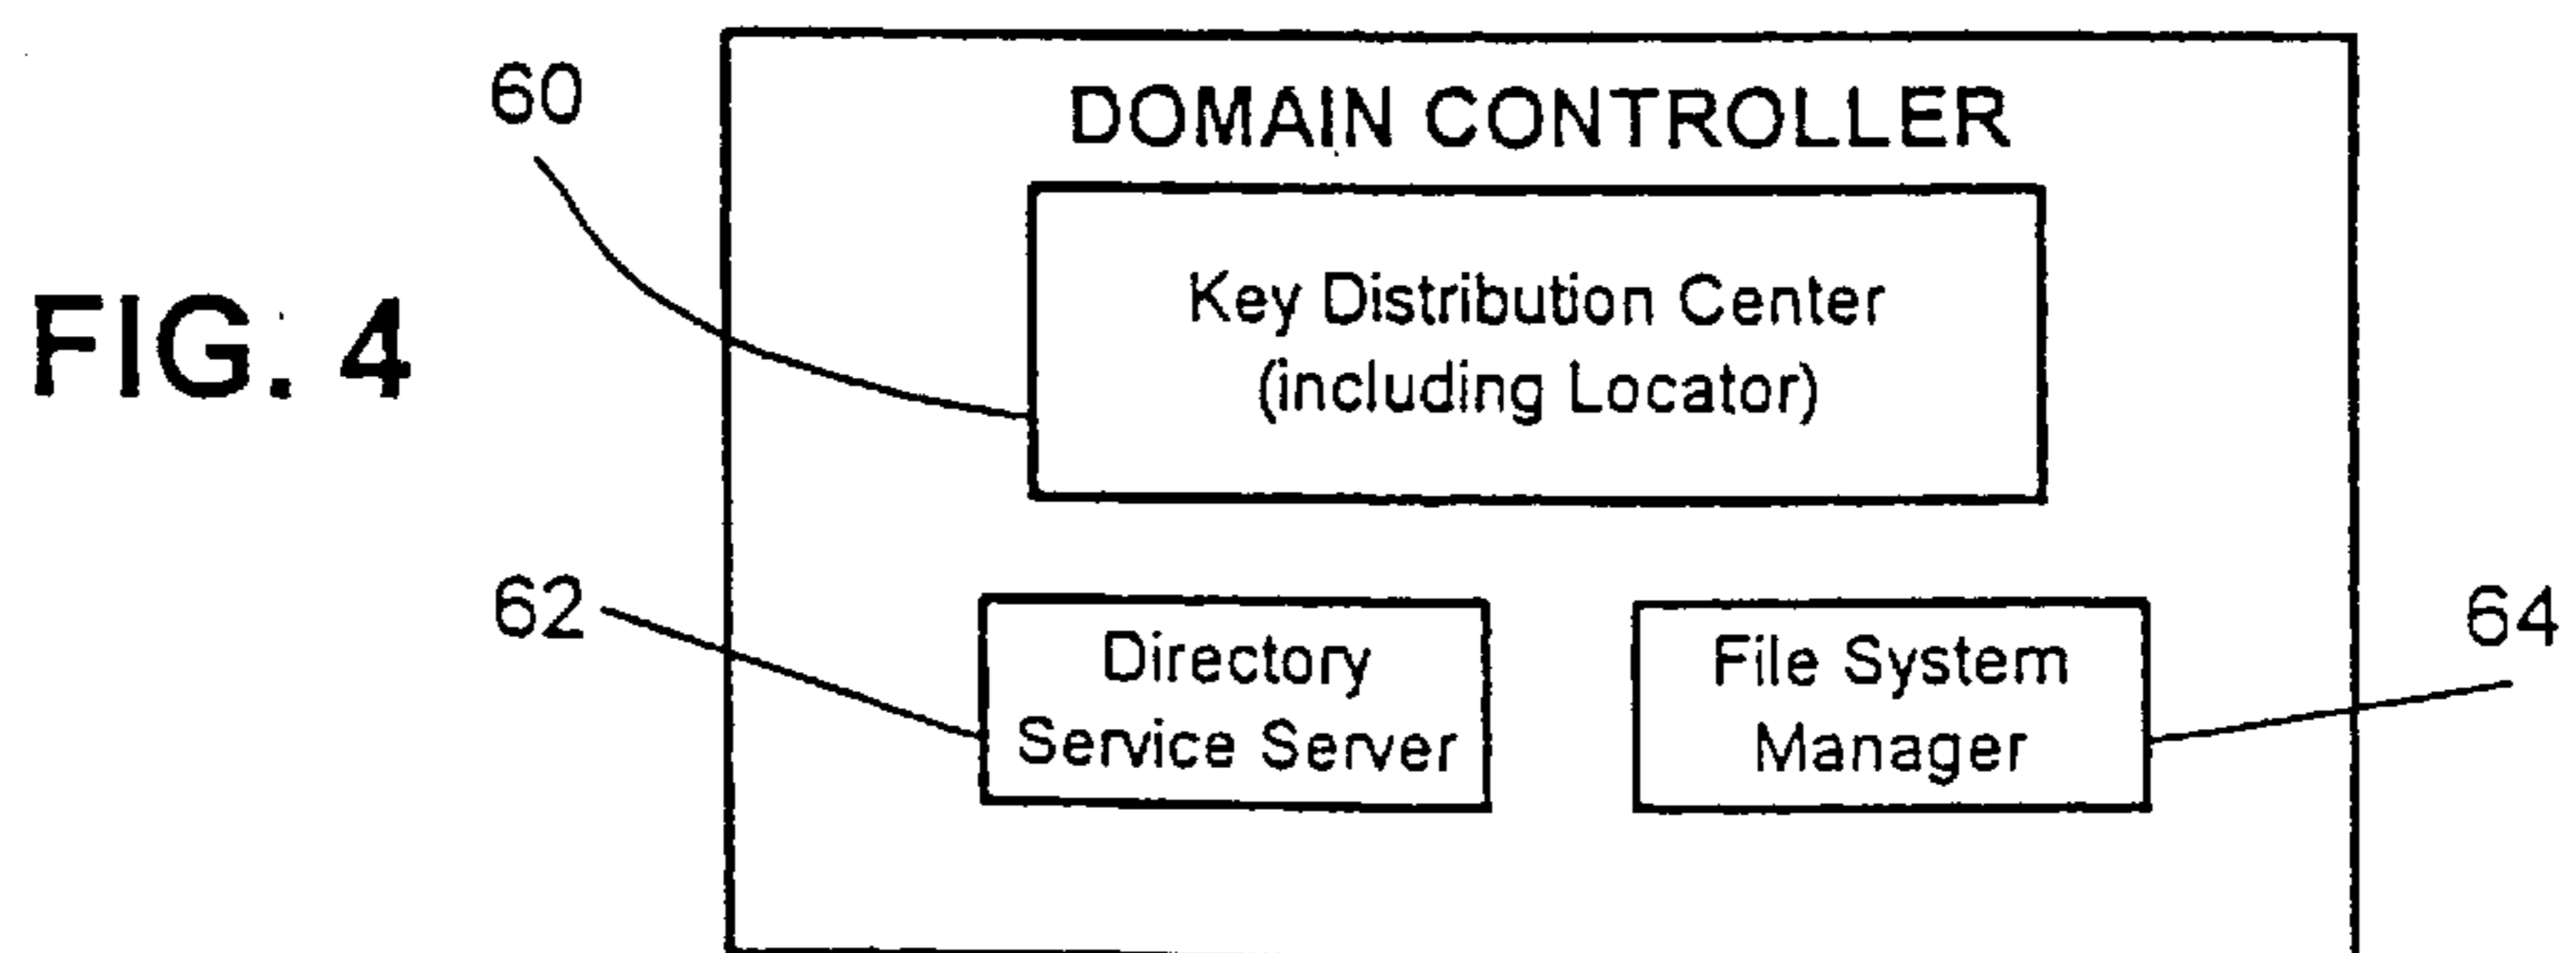 60
DOMAIN CONTROLLER
FIG. 4
Key Distribution Center
(including Locator)
62
Directory
Service Server
File System
Manager
64